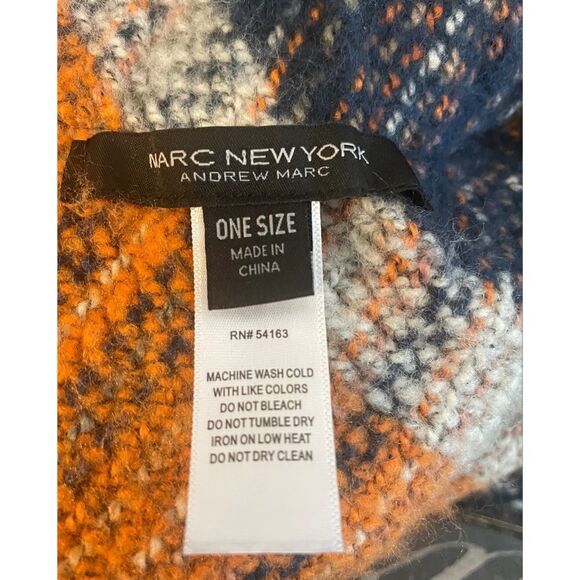 MARC NEW YORK
ANDREW MARC
ONE SIZE
MADE IN
CHINA
RN# 54163
MACHINE WASH COLD
WITH LIKE COLORS
DO NOT BLEACH
DO NOT TUMBLE DRY
IRON ON LOW HEAT
DO NOT DRY CLEAN